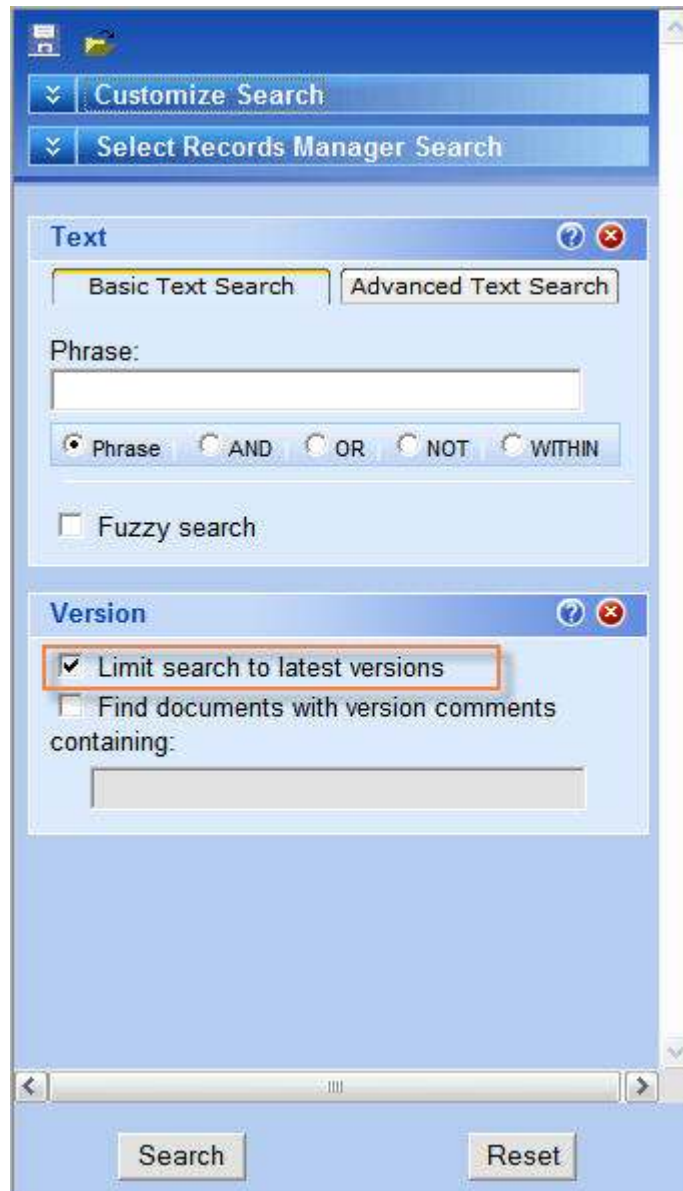 Customize Search
Select Records Manager Search
Text
Basic Text Search Advanced Text Search
Phrase:
Phrase AND OR NOT WITHIN
Fuzzy search
Version
Limit search to latest versions
Find documents with version comments
containing:
Search Reset